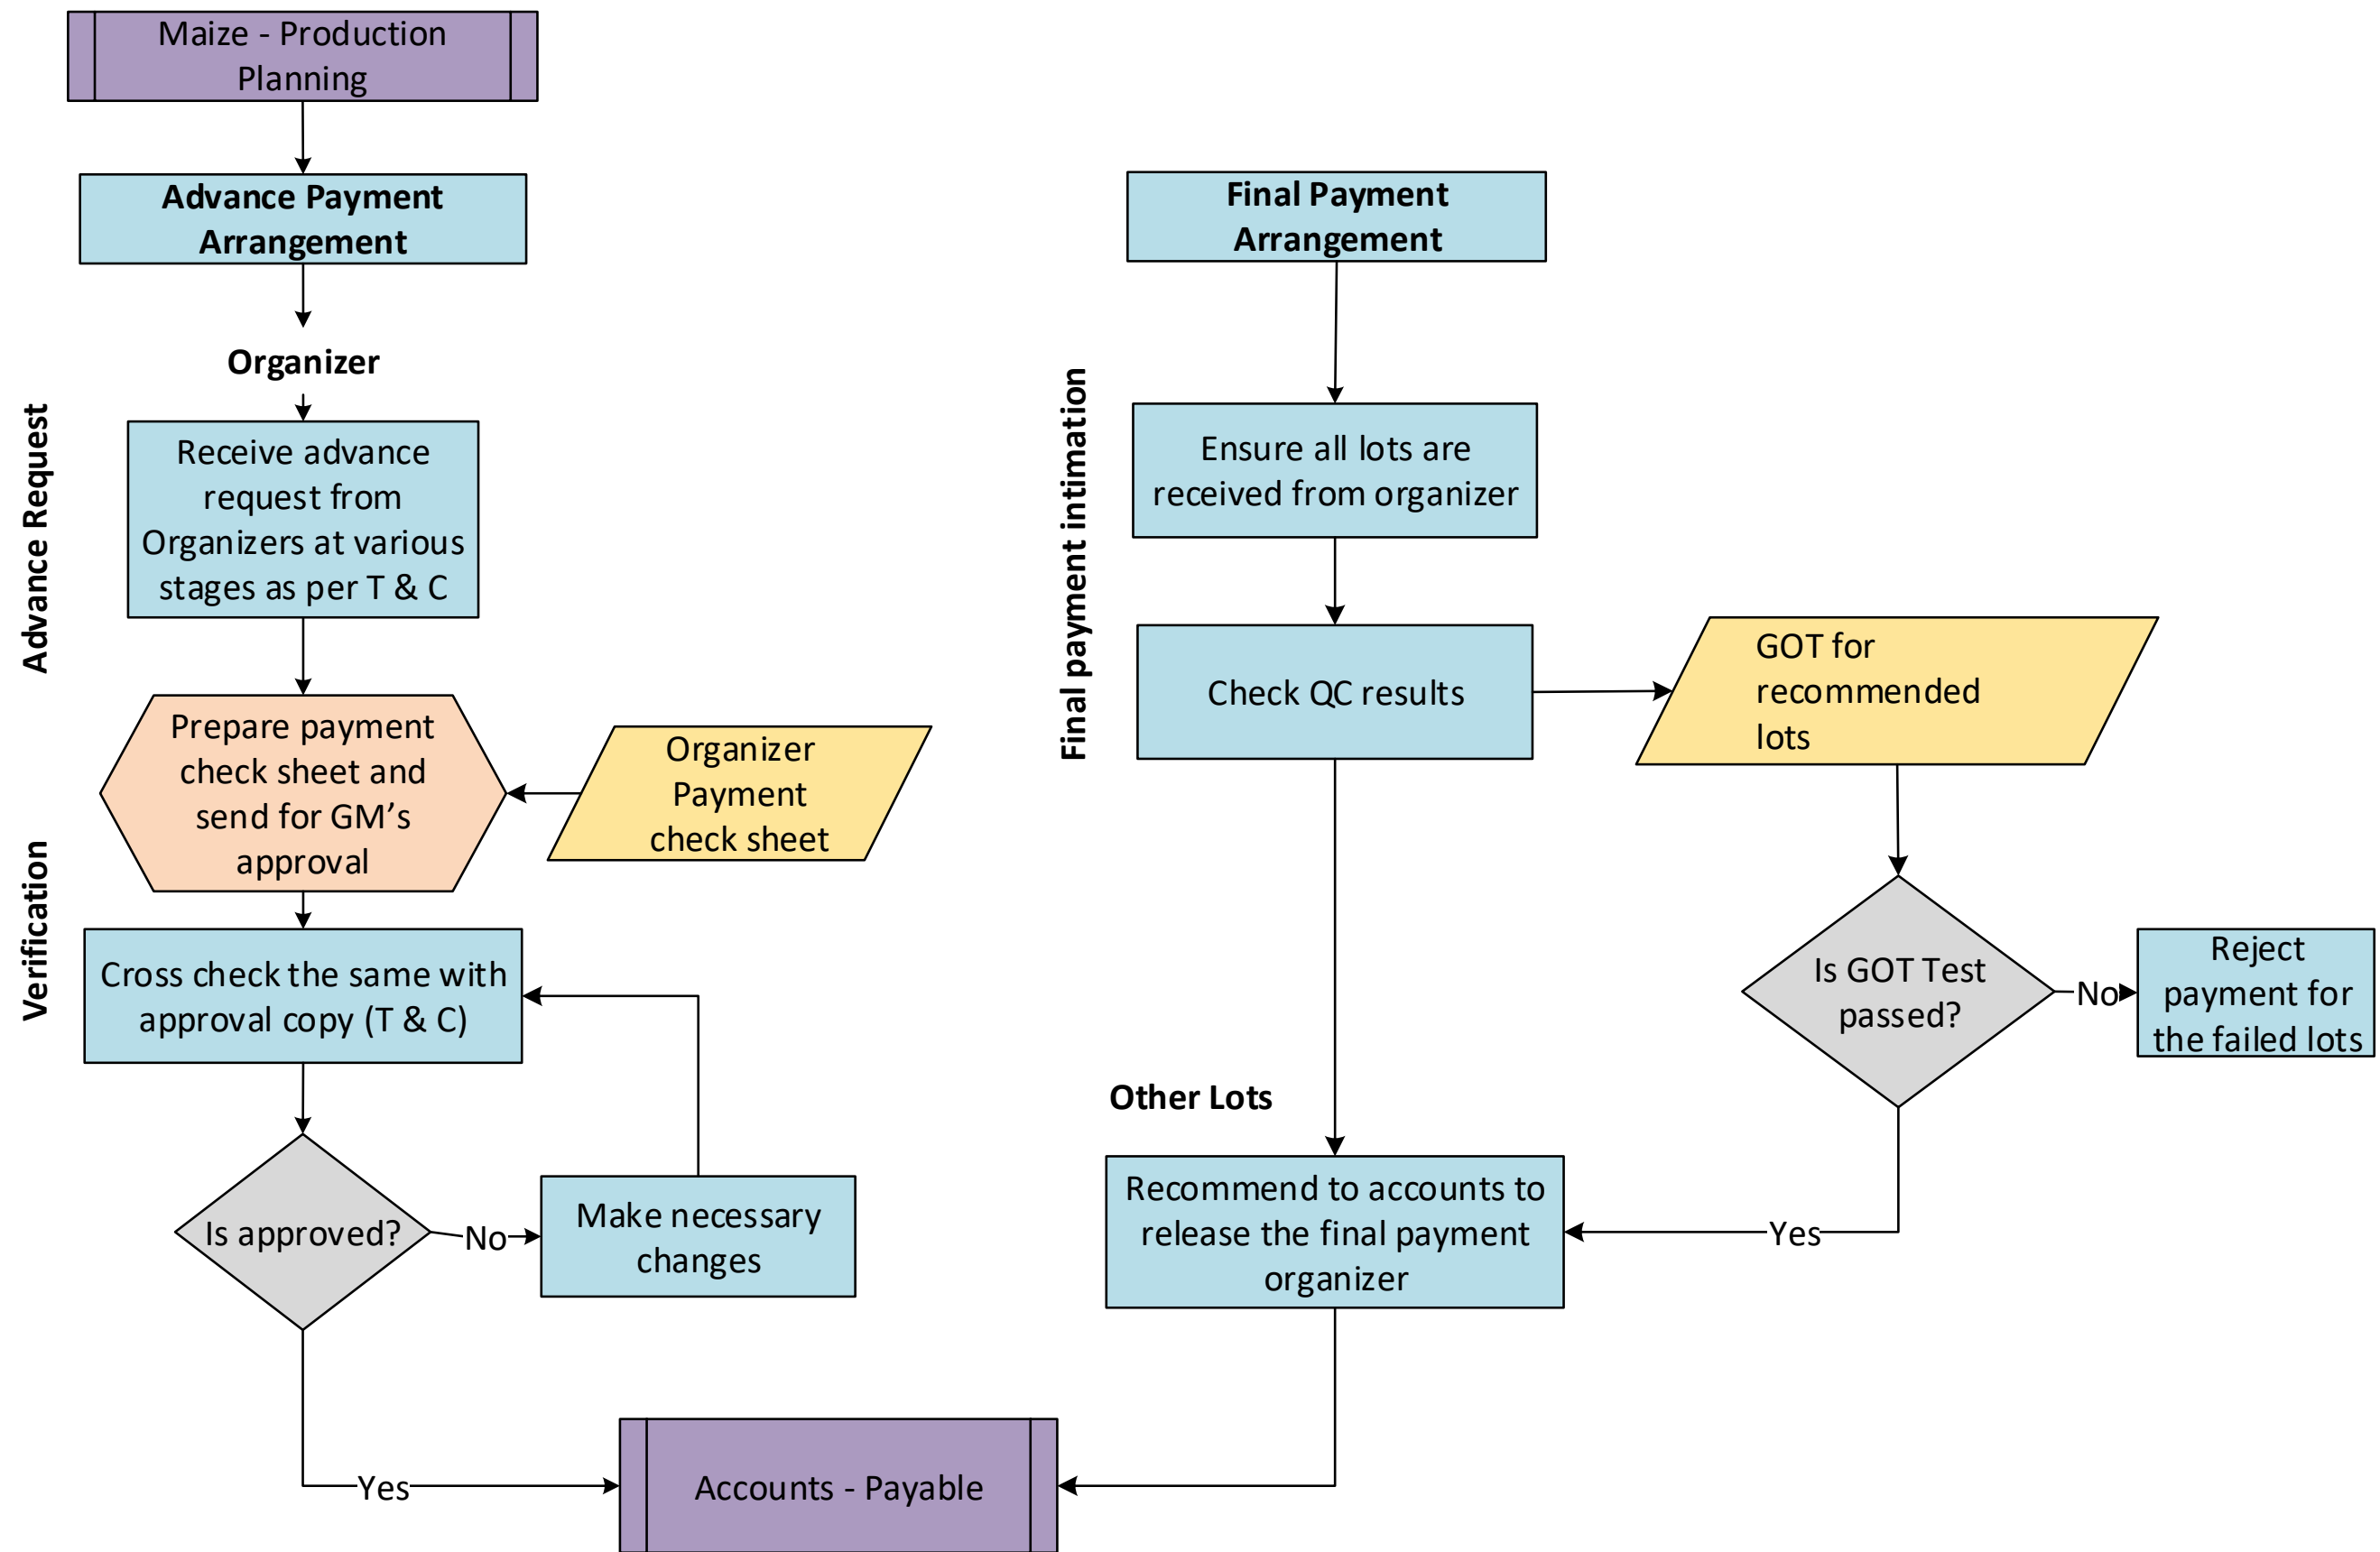 Maize - Production
Planning
Advance Payment
Arrangement
Organizer
Advance Request
Receive advance
request from
Organizers at various
stages as per T & C
Prepare payment
check sheet and
send for GM's
approval
Organizer
Payment
check sheet
Verification
Cross check the same with
approval copy (T & C)
Is approved?
No
Make necessary
changes
Yes
Accounts - Payable
Final Payment
Arrangement
Final payment intimation
Ensure all lots are
received from organizer
Check QC results
GOT for
recommended
lots
Is GOT Test
passed?
No
Reject
payment for
the failed lots
Other Lots
Recommend to accounts to
release the final payment
organizer
Yes